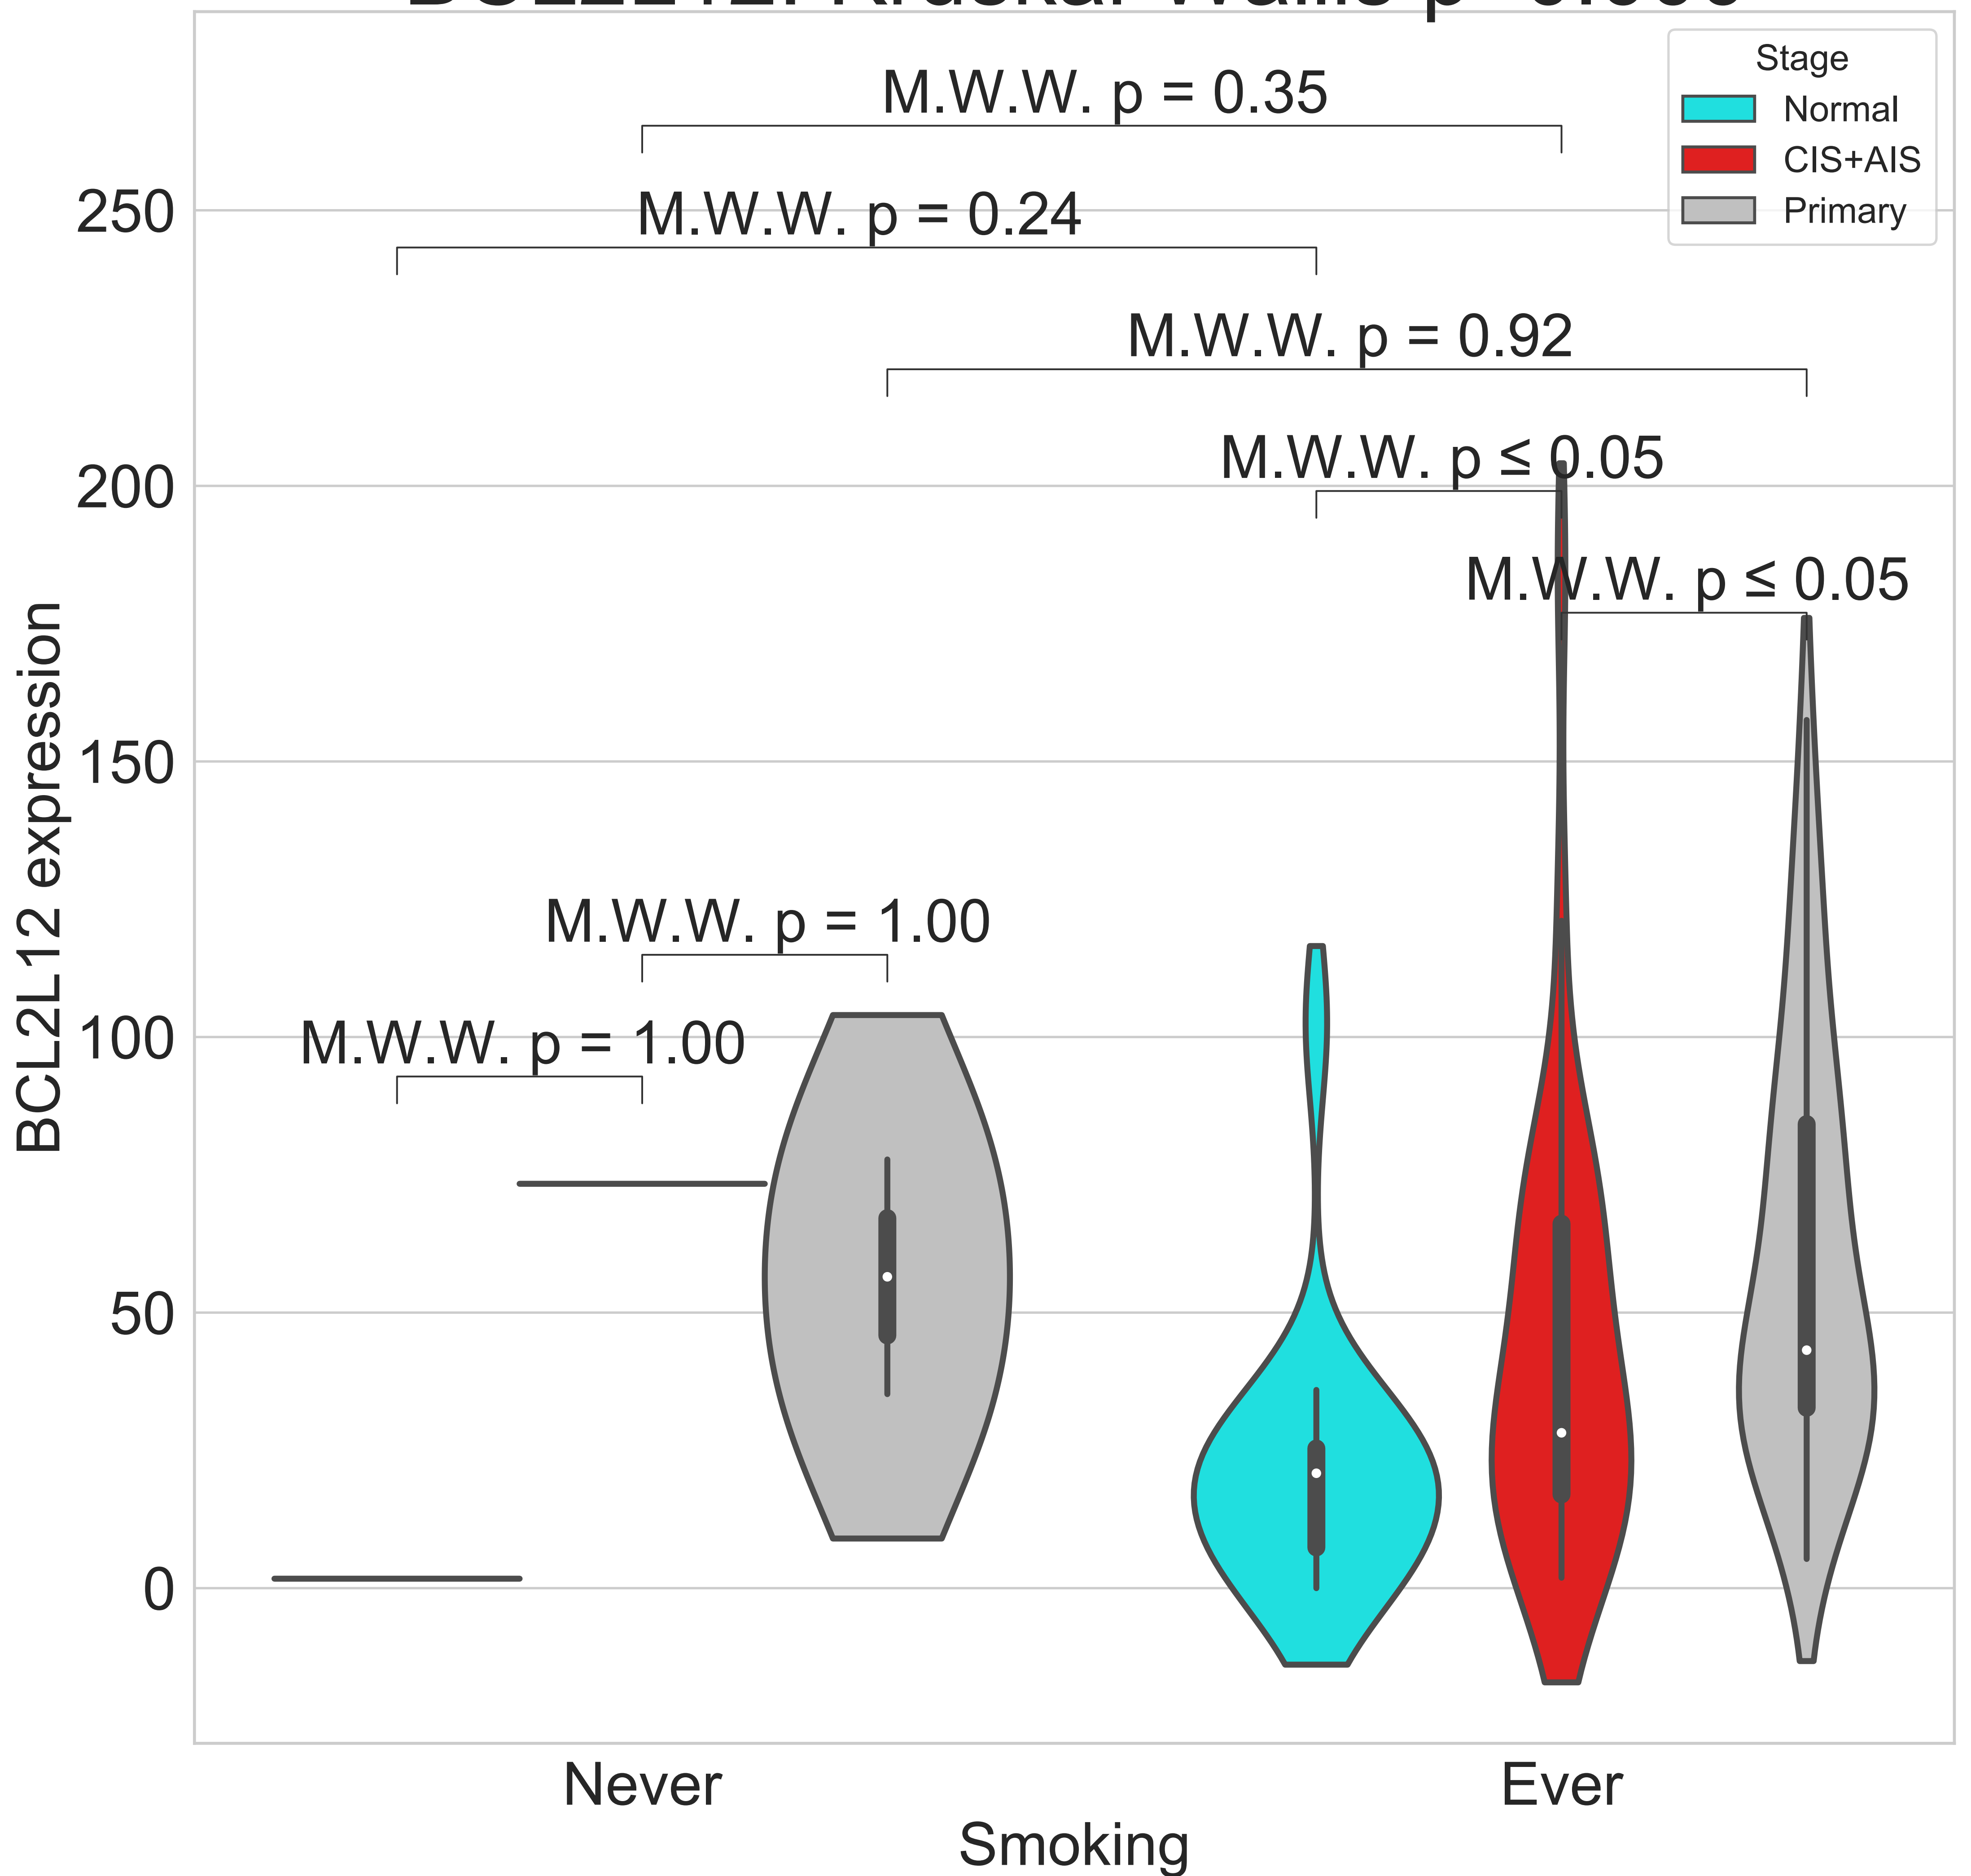 Stage
Normal
CIS+AIS
Primary
M.W.W. p = 0.35
M.W.W. p = 0.24
M.W.W. p = 0.92
M.W.W. p ≤ 0.05
M.W.W. p ≤ 0.05
M.W.W. p = 1.00
M.W.W. p = 1.00
BCL2L12 expression
250
200
150
100
50
0
Never
Ever
Smoking